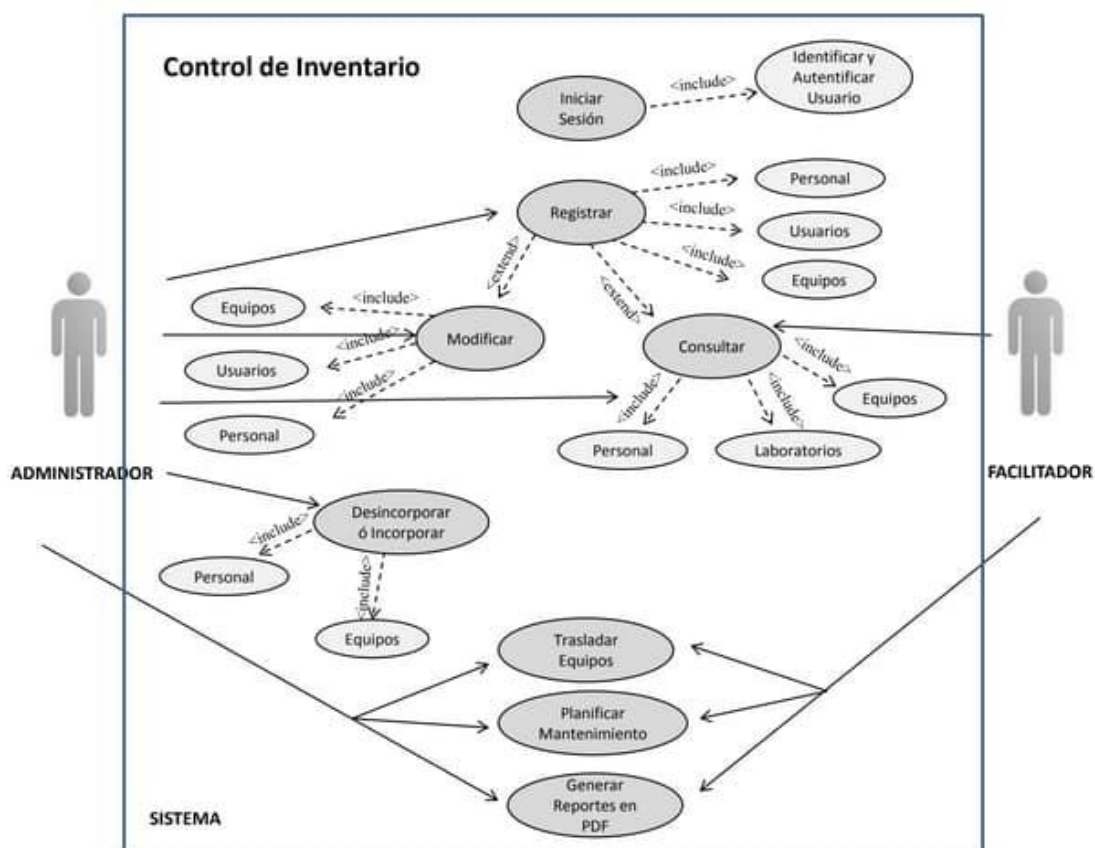 Control de Inventario
Iniciar
Sesión
<include>
Identificar y
Autentificar
Usuario
Registrar
<include>
Personal
<include>
Usuarios
<include>
Equipos
<extend>
<extend>
Equipos
<include>
Usuarios
<include>
Personal
<include>
Modificar
Consultar
<include>
Equipos
<include>
Personal
<include>
Laboratorios
ADMINISTRADOR
FACILITADOR
Desincorporar
ó Incorporar
<include>
Personal
<include>
Equipos
Trasladar
Equipos
Planificar
Mantenimiento
Generar
Reportes en
PDF
SISTEMA